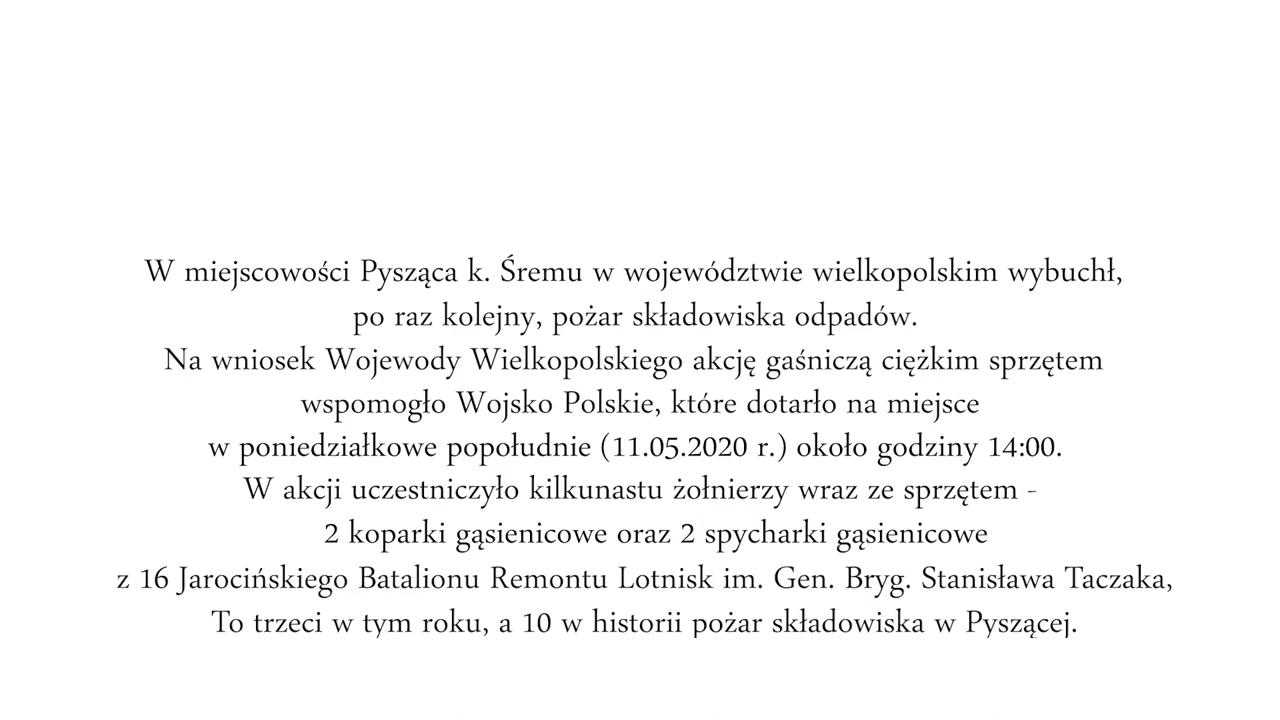 W miejscowości Pysząca k. Śremu w województwie wielkopolskim wybuchł,
po raz kolejny, pożar składowiska odpadów.
Na wniosek Wojewody Wielkopolskiego akcję gaśniczą ciężkim sprzętem
wspomogło Wojsko Polskie, które dotarło na miejsce
w poniedziałkowe popołudnie (11.05.2020 r.) około godziny 14:00.
W akcji uczestniczyło kilkunastu żołnierzy wraz ze sprzętem -
2 koparki gąsienicowe oraz 2 spycharki gąsienicowe
z 16 Jarocińskiego Batalionu Remontu Lotnisk im. Gen. Bryg. Stanisława Taczaka,
To trzeci w tym roku, a 10 w historii pożar składowiska w Pyszącej.